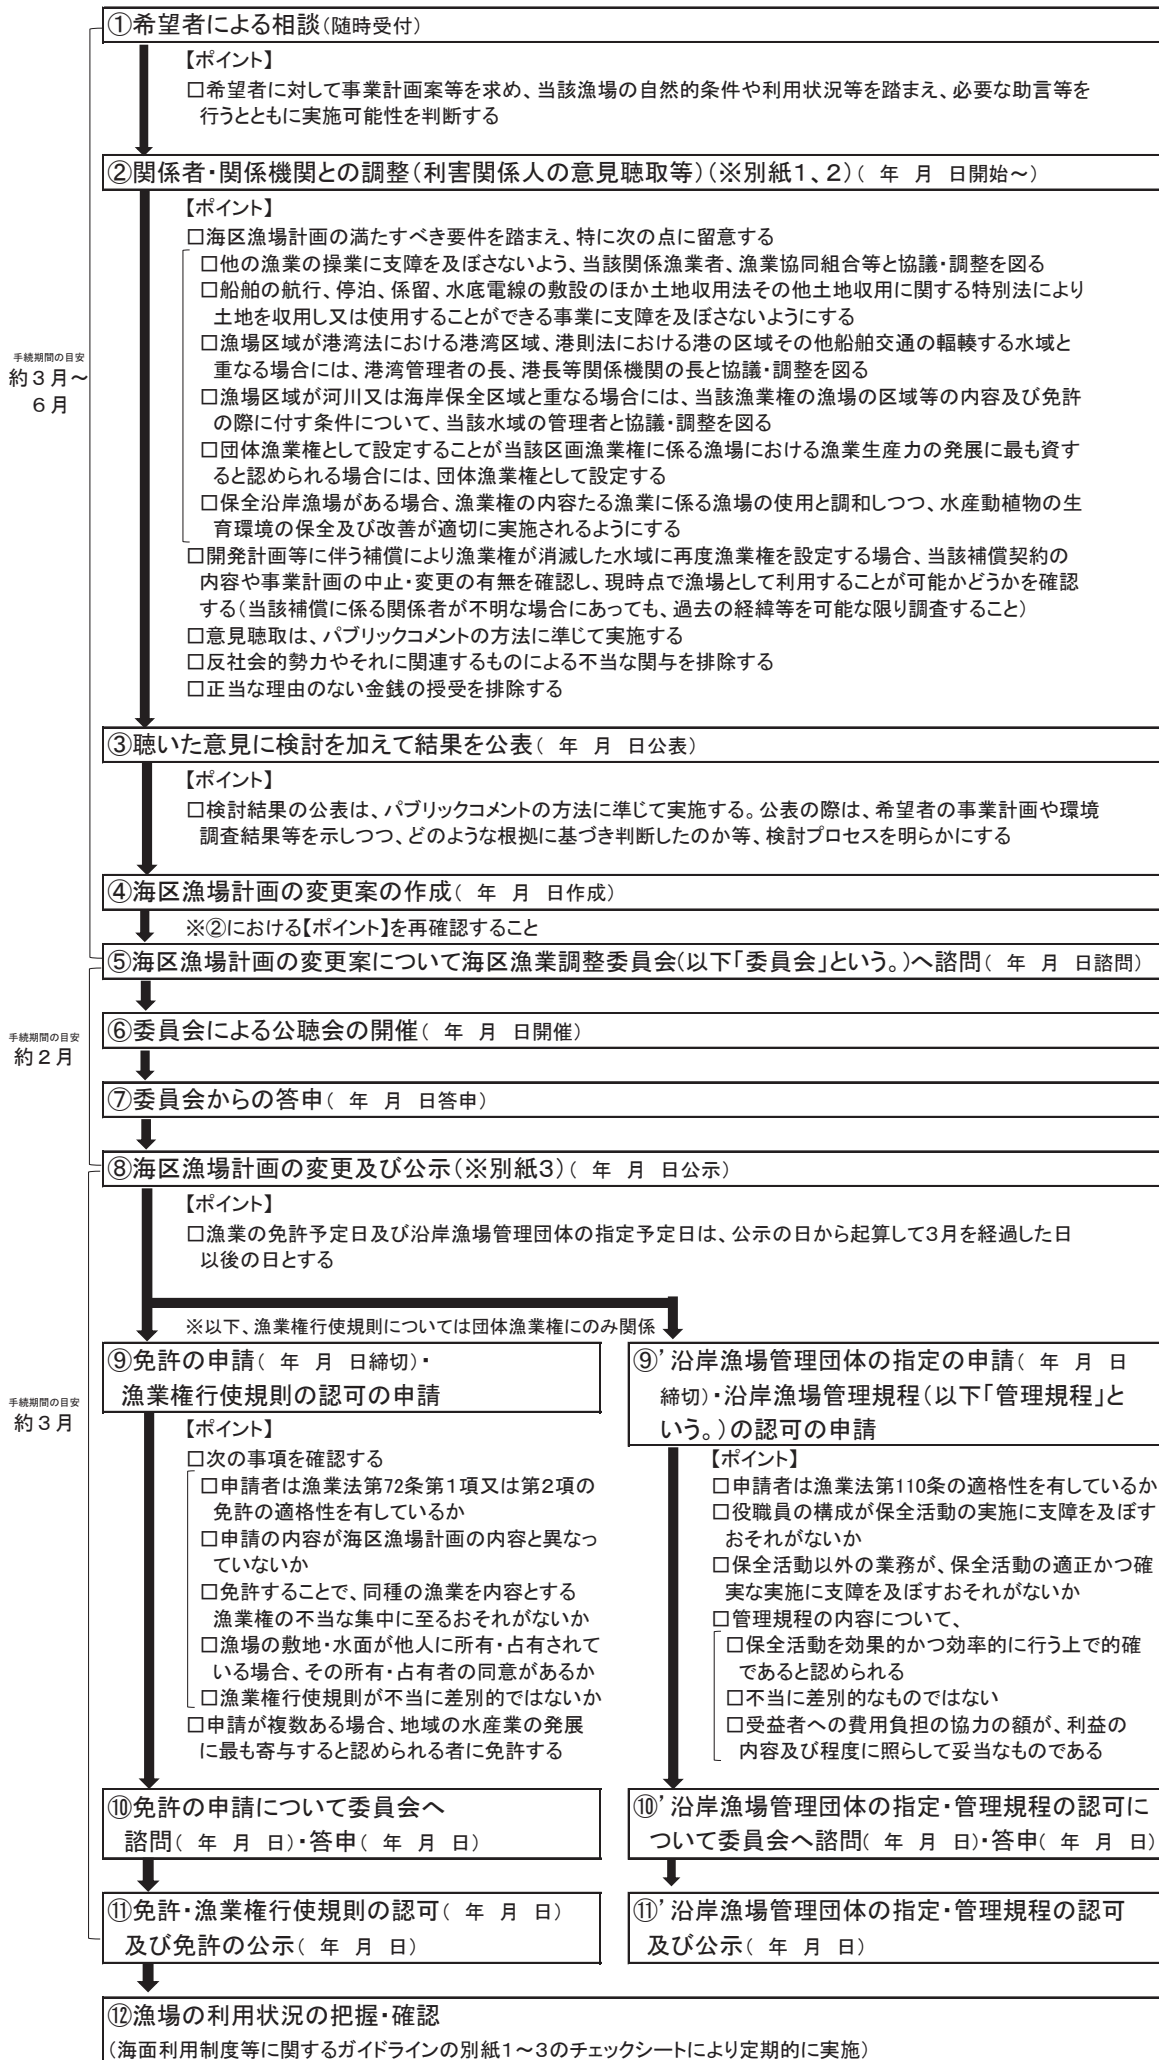 ①希望者による相談(随時受付)
【ポイント】
□希望者に対して事業計画案等を求め、当該漁場の自然的条件や利用状況等を踏まえ、必要な助言等を
行うとともに実施可能性を判断する
②関係者・関係機関との調整(利害関係人の意見聴取等)(※別紙1、2)( 年 月 日開始～)
【ポイント】
□海区漁場計画の満たすべき要件を踏まえ、特に次の点に留意する
□他の漁業の操業に支障を及ぼさないよう、当該関係漁業者、漁業協同組合等と協議・調整を図る
□船舶の航行、停泊、係留、水底電線の敷設のほか土地収用法その他土地収用に関する特別法により
土地を収用し又は使用することができる事業に支障を及ぼさないようにする
□漁場区域が港湾法における港湾区域、港則法における港の区域その他船舶交通の輻輳する水域と
重なる場合には、港湾管理者の長、港長等関係機関の長と協議・調整を図る
□漁場区域が河川又は海岸保全区域と重なる場合には、当該漁業権の漁場の区域等の内容及び免許
の際に付す条件について、当該水域の管理者と協議・調整を図る
□団体漁業権として設定することが当該区画漁業権に係る漁場における漁業生産力の発展に最も資す
ると認められる場合には、団体漁業権として設定する
□保全沿岸漁場がある場合、漁業権の内容たる漁業に係る漁場の使用と調和しつつ、水産動植物の生
育環境の保全及び改善が適切に実施されるようにする
□開発計画等に伴う補償により漁業権が消滅した水域に再度漁業権を設定する場合、当該補償契約の
内容や事業計画の中止・変更の有無を確認し、現時点で漁場として利用することが可能かどうかを確認
する(当該補償に係る関係者が不明な場合にあっても、過去の経緯等を可能な限り調査すること)
□意見聴取は、パブリックコメントの方法に準じて実施する
□反社会的勢力やそれに関連するものによる不当な関与を排除する
□正当な理由のない金銭の授受を排除する
手続期間の目安
約3月～
6月
③聴いた意見に検討を加えて結果を公表( 年 月 日公表)
【ポイント】
□検討結果の公表は、パブリックコメントの方法に準じて実施する。公表の際は、希望者の事業計画や環境
調査結果等を示しつつ、どのような根拠に基づき判断したのか等、検討プロセスを明らかにする
④海区漁場計画の変更案の作成( 年 月 日作成)
※②における【ポイント】を再確認すること
⑤海区漁場計画の変更案について海区漁業調整委員会(以下「委員会」という。)へ諮問( 年 月 日諮問)
⑥委員会による公聴会の開催( 年 月 日開催)
手続期間の目安
約2月
⑦委員会からの答申( 年 月 日答申)
⑧海区漁場計画の変更及び公示(※別紙3)( 年 月 日公示)
【ポイント】
□漁業の免許予定日及び沿岸漁場管理団体の指定予定日は、公示の日から起算して3月を経過した日
以後の日とする
※以下、漁業権行使規則については団体漁業権にのみ関係
手続期間の目安
約3月
⑨免許の申請( 年 月 日締切)・
漁業権行使規則の認可の申請
【ポイント】
□次の事項を確認する
□申請者は漁業法第72条第1項又は第2項の
免許の適格性を有しているか
□申請の内容が海区漁場計画の内容と異なっ
ていないか
□免許することで、同種の漁業を内容とする
漁業権の不当な集中に至るおそれがないか
□漁場の敷地・水面が他人に所有・占有されて
いる場合、その所有・占有者の同意があるか
□漁業権行使規則が不当に差別的ではないか
□申請が複数ある場合、地域の水産業の発展
に最も寄与すると認められる者に免許する
⑨’沿岸漁場管理団体の指定の申請( 年 月 日
締切)・沿岸漁場管理規程(以下「管理規程」と
いう。)の認可の申請
【ポイント】
□申請者は漁業法第110条の適格性を有しているか
□役職員の構成が保全活動の実施に支障を及ぼす
おそれがないか
□保全活動以外の業務が、保全活動の適正かつ確
実な実施に支障を及ぼすおそれがないか
□管理規程の内容について、
□保全活動を効果的かつ効率的に行う上で的確
であると認められる
□不当に差別的なものではない
□受益者への費用負担の協力の額が、利益の
内容及び程度に照らして妥当なものである
⑩免許の申請について委員会へ
諮問( 年 月 日)・答申( 年 月 日)
⑩’沿岸漁場管理団体の指定・管理規程の認可に
ついて委員会へ諮問( 年 月 日)・答申( 年 月 日)
⑪免許・漁業権行使規則の認可( 年 月 日)
及び免許の公示( 年 月 日)
⑪’沿岸漁場管理団体の指定・管理規程の認可
及び公示( 年 月 日)
⑫漁場の利用状況の把握・確認
(海面利用制度等に関するガイドラインの別紙1～3のチェックシートにより定期的に実施)